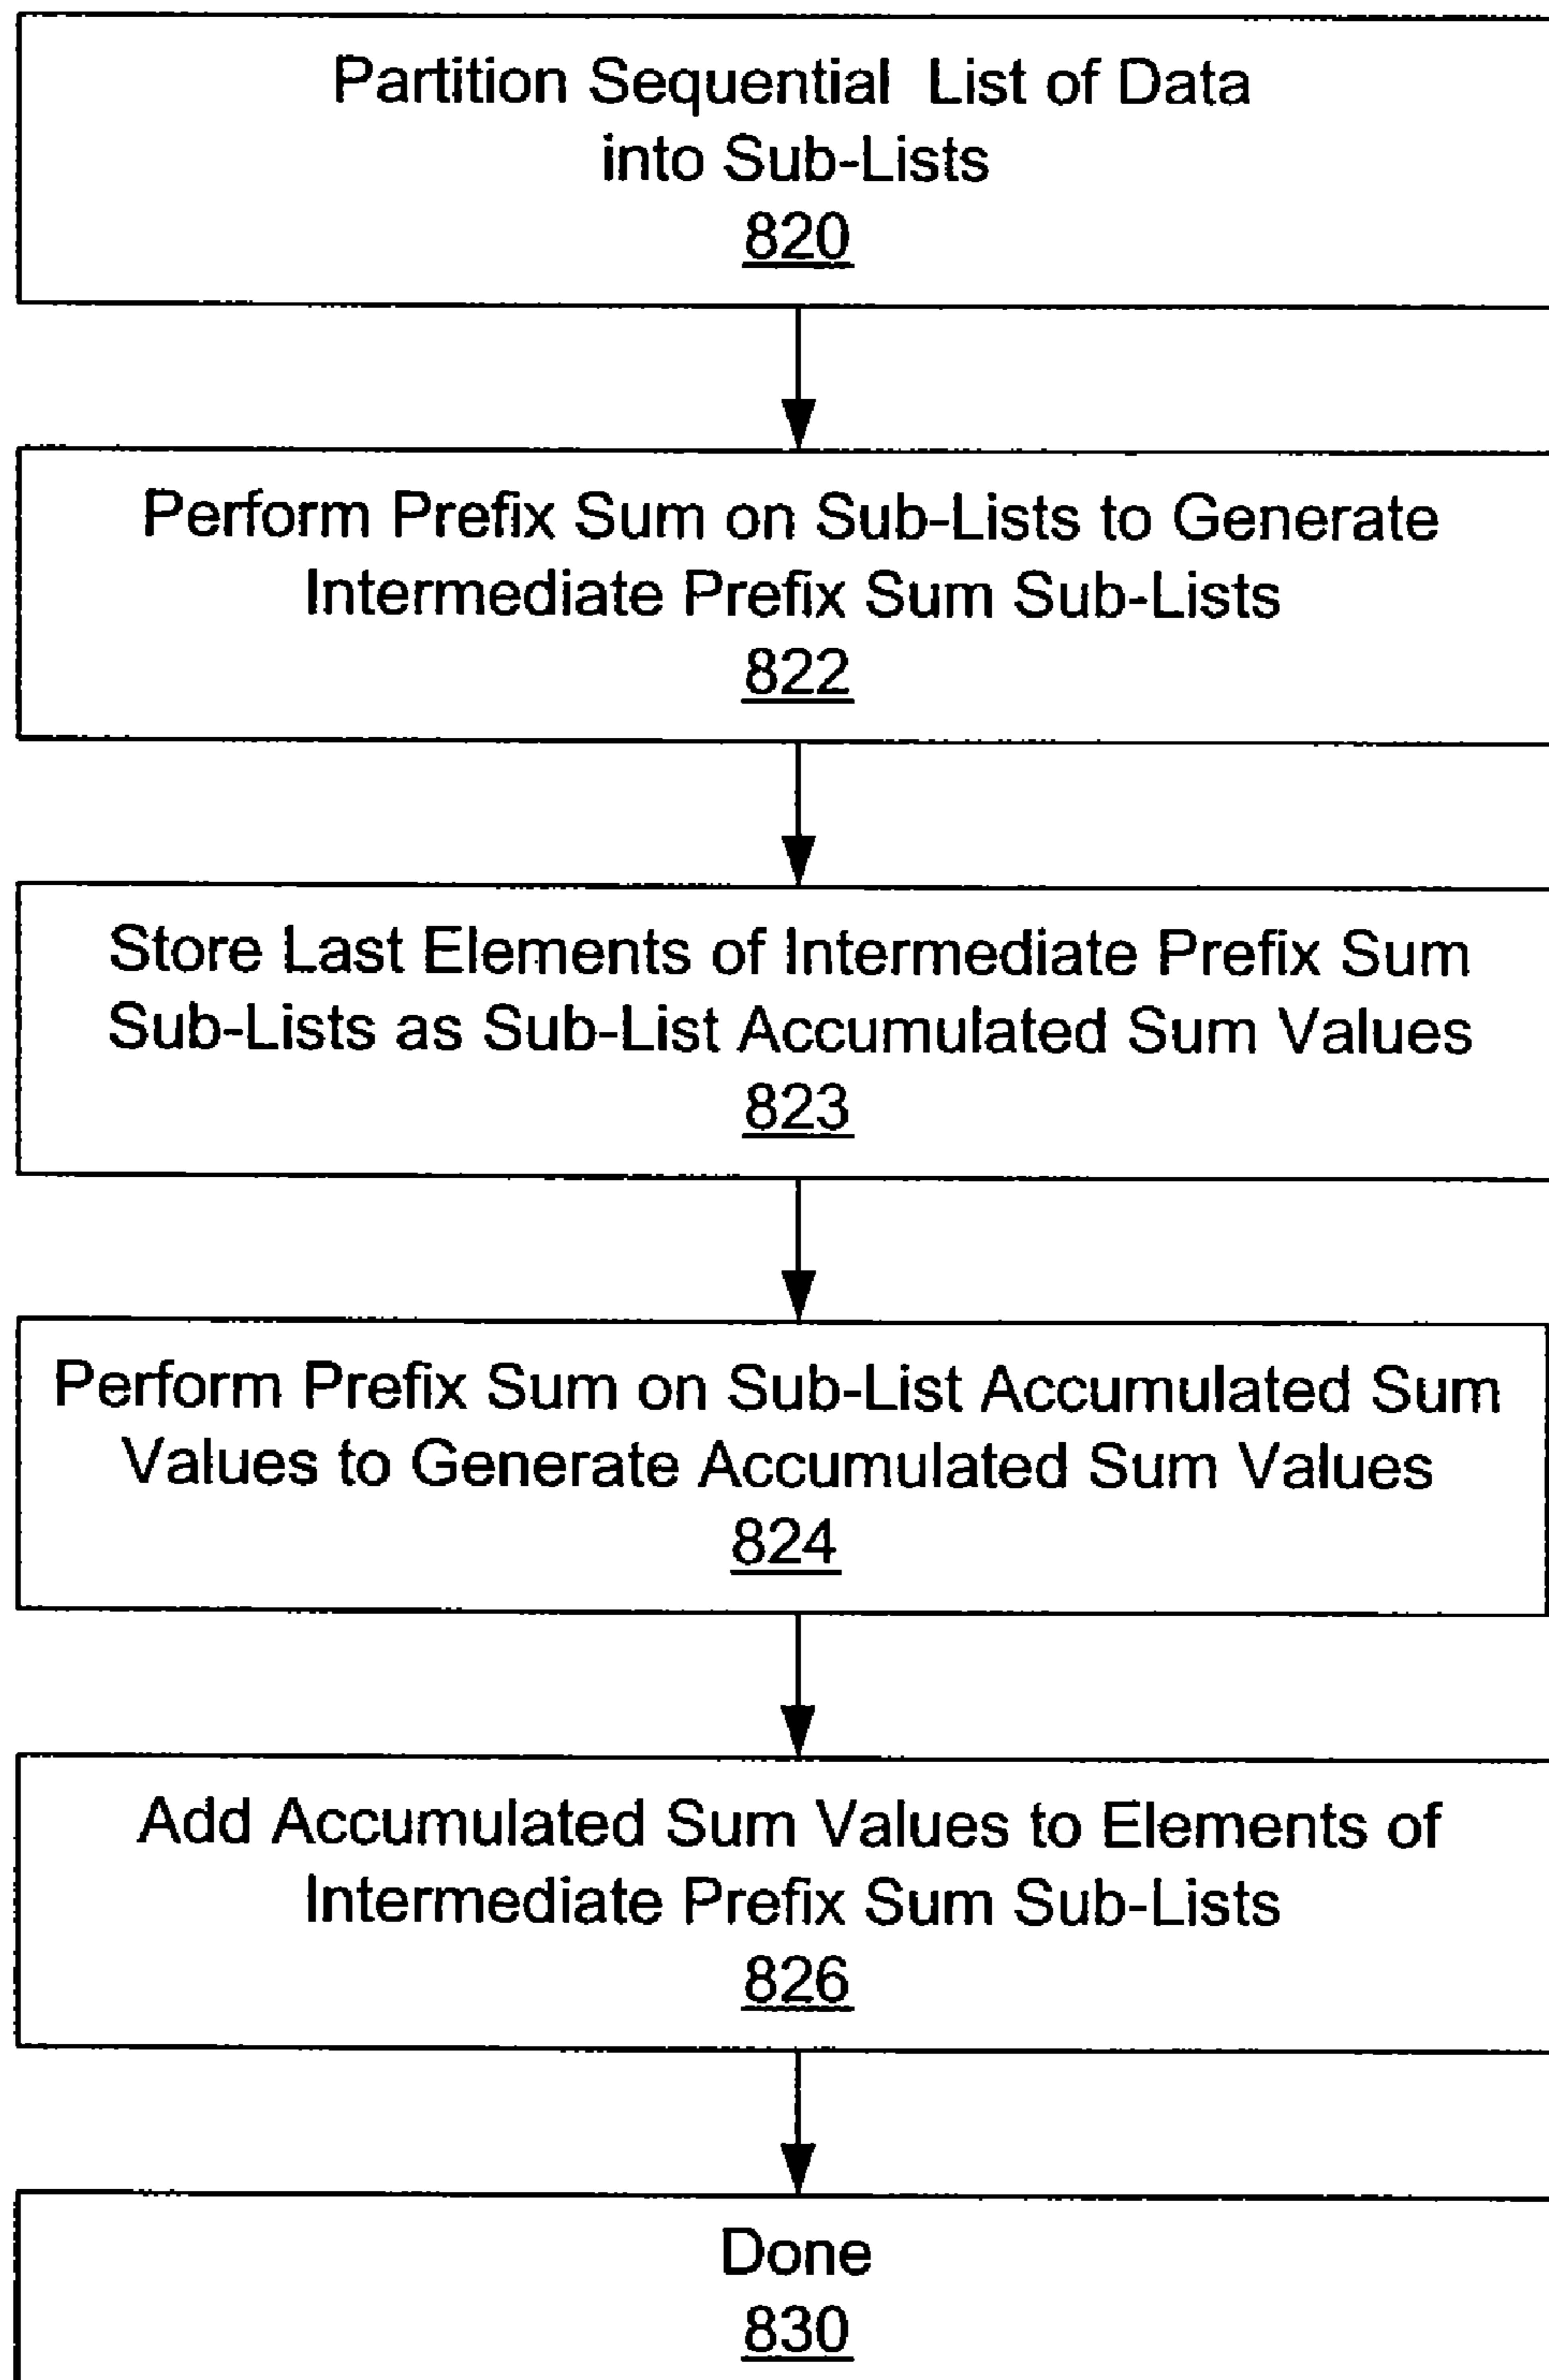 Partition Sequential List of Data
into Sub-Lists
820
Perform Prefix Sum on Sub-Lists to Generate
Intermediate Prefix Sum Sub-Lists
822
Store Last Elements of Intermediate Prefix Sum
Sub-Lists as Sub-List Accumulated Sum Values
823
Perform Prefix Sum on Sub-List Accumulated Sum
Values to Generate Accumulated Sum Values
824
Add Accumulated Sum Values to Elements of
Intermediate Prefix Sum Sub-Lists
826
Done
830